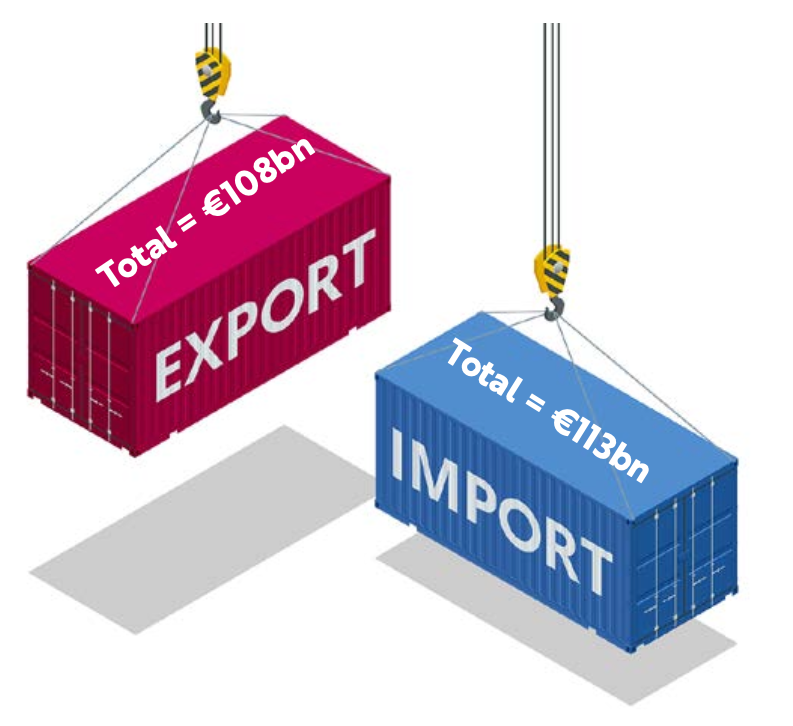 Total = €108bn
EXPORT
Total = €113bn
IMPORT